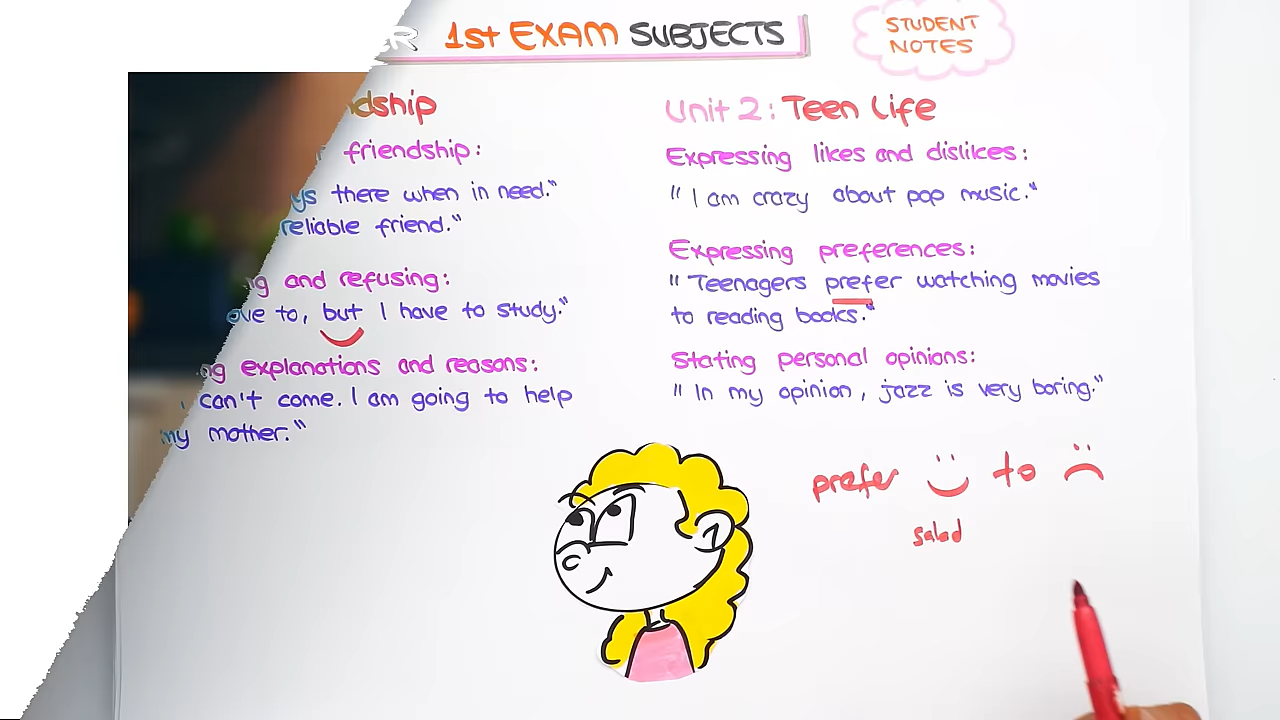 1st EXAM SUBJECTS
STUDENT
NOTES
friendship:
there when in need."
reliable friend."
and refusing:
to, but I have to study."
explanations and reasons:
can't come. I am going to help
my mother."
Unit 2: Teen Life
Expressing likes and dislikes:
"I am crazy about pop music."
Expressing preferences:
"Teenagers prefer watching movies
to reading books."
Stating personal opinions:
"In my opinion, jazz is very boring."
prefer to
salad